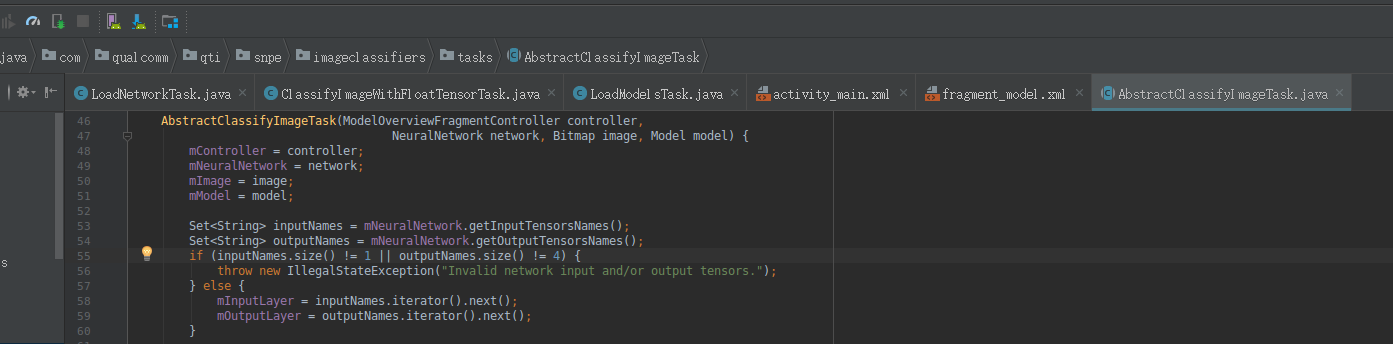 java com qualcomm qti snpe imageclassifiers tasks AbstractClassifyImageTask
LoadNetworkTask.java ClassifyImageWithFloatTensorTask.java LoadModelsTask.java activity_main.xml fragment_model.xml AbstractClassifyImageTask.java
46 AbstractClassifyImageTask(ModelOverviewFragmentController controller,
47 NeuralNetwork network, Bitmap image, Model model) {
48 mController = controller;
49 mNeuralNetwork = network;
50 mImage = image;
51 mModel = model;
52
53 Set<String> inputNames = mNeuralNetwork.getInputTensorsNames();
54 Set<String> outputNames = mNeuralNetwork.getOutputTensorsNames();
55 if (inputNames.size() != 1 || outputNames.size() != 4) {
s
56 throw new IllegalStateException("Invalid network input and/or output tensors.");
57 } else {
58 mInputLayer = inputNames.iterator().next();
59 mOutputLayer = outputNames.iterator().next();
60 }